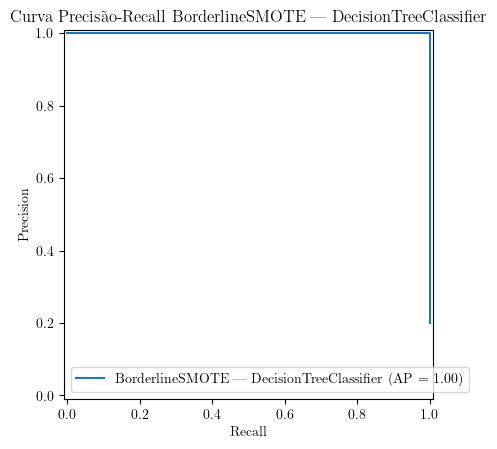 Curva Precisão-Recall BorderlineSMOTE — DecisionTreeClassifier
1.0
0.8
0.6
0.4
0.2
0.0
Precision
BorderlineSMOTE — DecisionTreeClassifier (AP = 1.00)
0.0 0.2 0.4 0.6 0.8 1.0
Recall